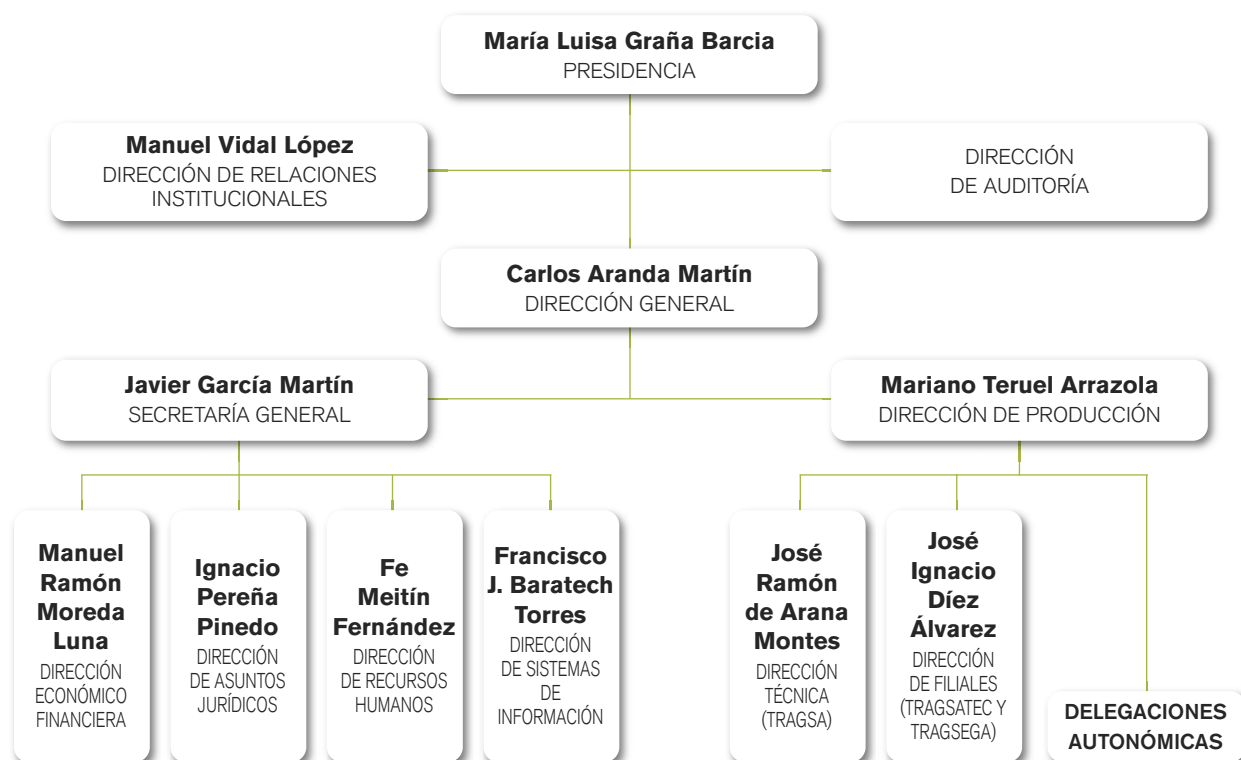 María Luisa Graña Barcia
PRESIDENCIA
Manuel Vidal López
DIRECCIÓN DE RELACIONES
INSTITUCIONALES
DIRECCIÓN
DE AUDITORÍA
Carlos Aranda Martín
DIRECCIÓN GENERAL
Javier García Martín
SECRETARÍA GENERAL
Mariano Teruel Arrazola
DIRECCIÓN DE PRODUCCIÓN
Manuel
Ramón
Moreda
Luna
DIRECCIÓN
ECONÓMICO
FINANCIERA
Ignacio
Pereña
Pinedo
DIRECCIÓN
DE ASUNTOS
JURÍDICOS
Fe
Meitín
Fernández
DIRECCIÓN
DE RECURSOS
HUMANOS
Francisco
J. Baratech
Torres
DIRECCIÓN
DE SISTEMAS
DE
INFORMACIÓN
José
Ramón
de Arana
Montes
DIRECCIÓN
TÉCNICA
(TRAGSA)
José
Ignacio
Díez
Álvarez
DIRECCIÓN
DE FILIALES
(TRAGSATEC Y
TRAGSEGA)
DELEGACIONES
AUTONÓMICAS